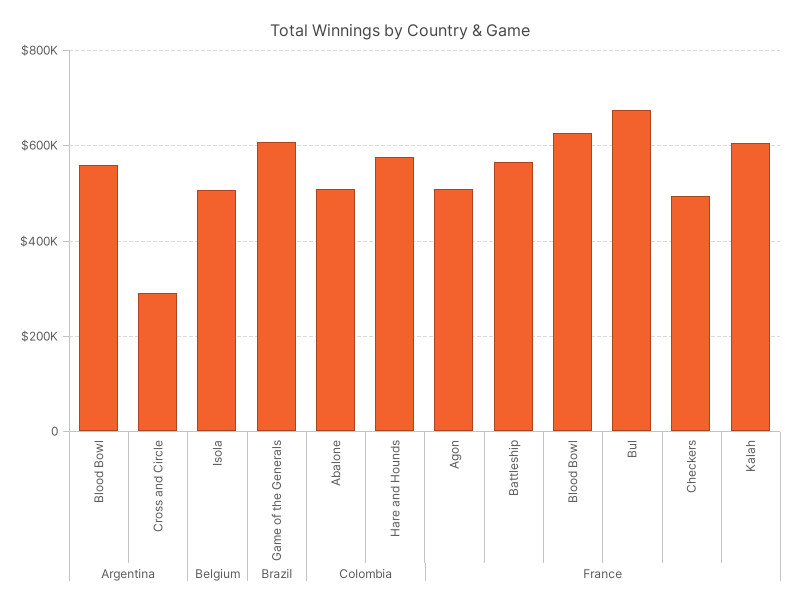 Total Winnings by Country & Game
$800K
$600K
$400K
$200K
0
Blood Bowl
Cross and Circle
Isola
Game of the Generals
Abalone
Hare and Hounds
Agon
Battleship
Blood Bowl
Bul
Checkers
Kalah
Argentina
Belgium
Brazil
Colombia
France